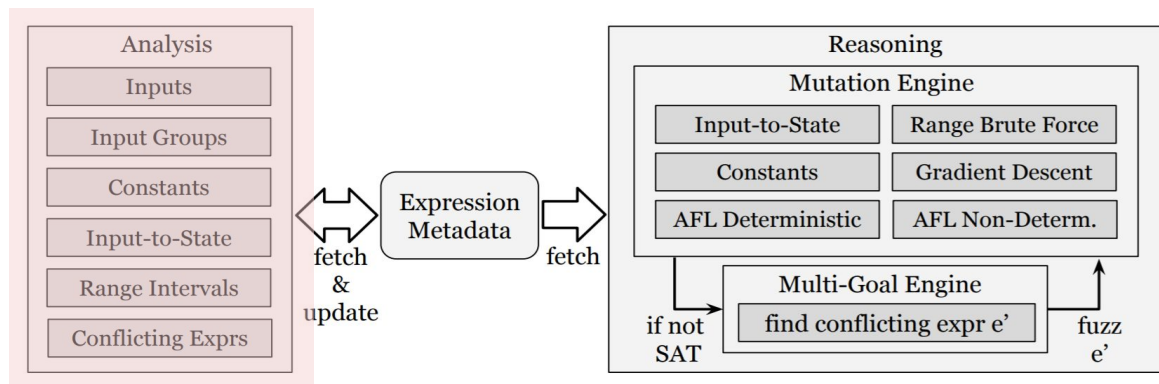 Analysis
Inputs
Input Groups
Constants
Input-to-State
Range Intervals
Conflicting Exprs
fetch
&
update
Expression
Metadata
fetch
Reasoning
Mutation Engine
Input-to-State
Range Brute Force
Constants
Gradient Descent
AFL Deterministic
AFL Non-Determ.
if not
SAT
Multi-Goal Engine
find conflicting expr e’
fuzz
e’